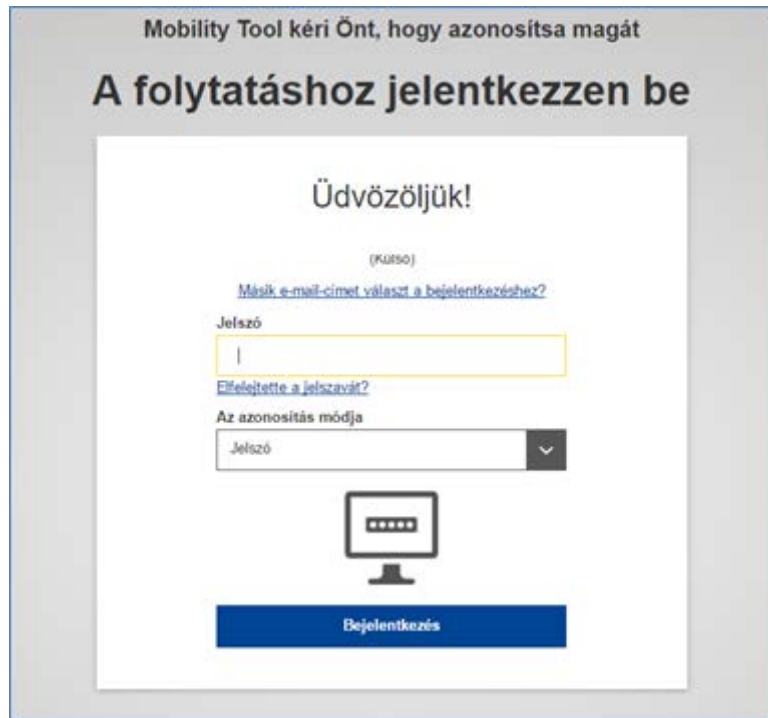 Mobility Tool kéri Önt, hogy azonosítsa magát
A folytatáshoz jelentkezzen be
Üdvözöljük!
(Külső)
Másik e-mail-címet választ a bejelentkezéshez?
Jelszó
Elfelejtette a jelszavát?
Az azonosítás módja
Jelszó
Bejelentkezés